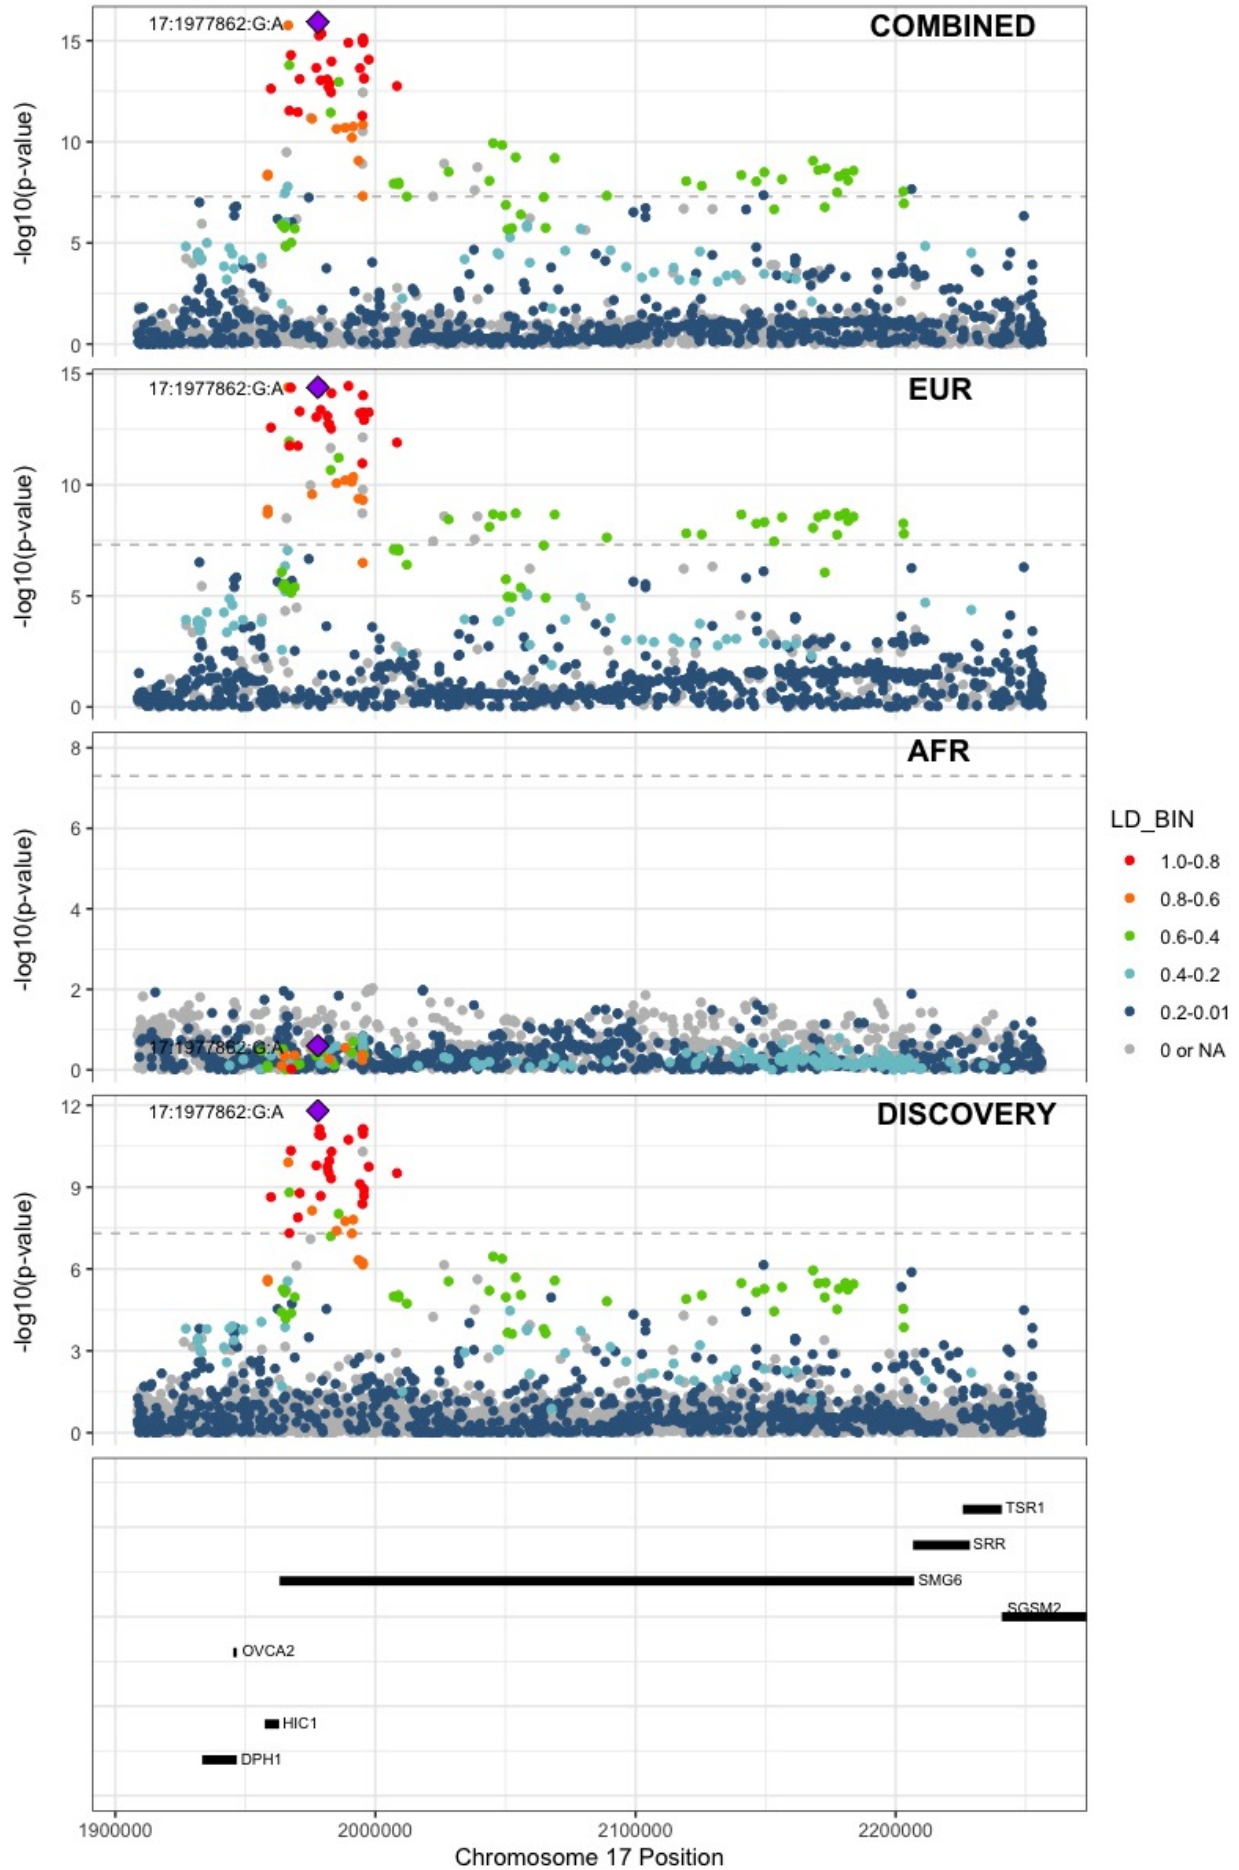 COMBINED
17:1977862:G:A
15
10
5
0
-log10(p-value)
EUR
17:1977862:G:A
15
10
5
0
-log10(p-value)
AFR
17:1977862:G:A
8
6
4
2
0
-log10(p-value)
DISCOVERY
17:1977862:G:A
12
9
6
3
0
-log10(p-value)
LD_BIN
1.0-0.8
0.8-0.6
0.6-0.4
0.4-0.2
0.2-0.01
0 or NA
TSR1
SRR
SMG6
SGSM2
OVCA2
HIC1
DPH1
1900000 2000000 2100000 2200000
Chromosome 17 Position